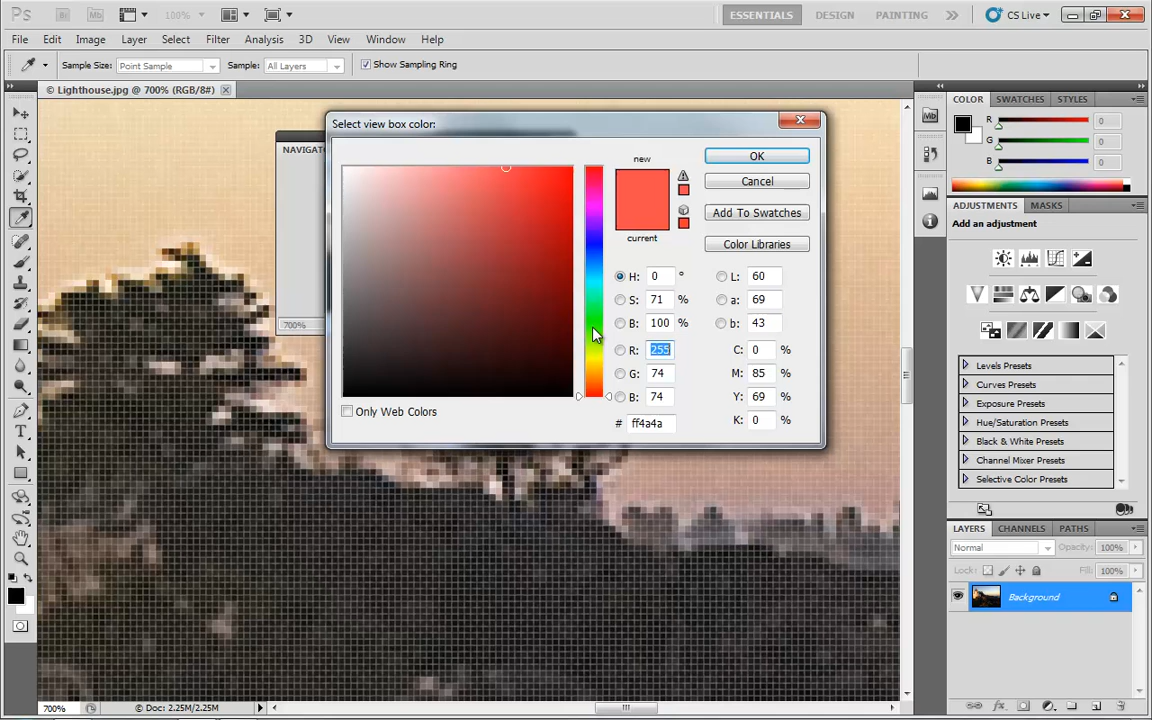 Ps Br Mb 100% ESSENTIALS DESIGN PAINTING CS Live
File Edit Image Layer Select Filter Analysis 3D View Window Help
Sample Size: Point Sample Sample: All Layers Show Sampling Ring
© Lighthouse.jpg @ 700% (RGB/8#)
NAVIGATO
700%
Select view box color:
new
current
OK
Cancel
Add To Swatches
Color Libraries
H: 0 ° L: 60
S: 71 % a: 69
B: 100 % b: 43
R: 255 C: 0 %
G: 74 M: 85 %
B: 74 Y: 69 %
# ff4a4a K: 0 %
Only Web Colors
Mb
COLOR SWATCHES STYLES
R 0
G 0
B 0
ADJUSTMENTS MASKS
Add an adjustment
Levels Presets
Curves Presets
Exposure Presets
Hue/Saturation Presets
Black & White Presets
Channel Mixer Presets
Selective Color Presets
LAYERS CHANNELS PATHS
Normal Opacity: 100%
Lock: Fill: 100%
Background
700% © Doc: 2.25M/2.25M